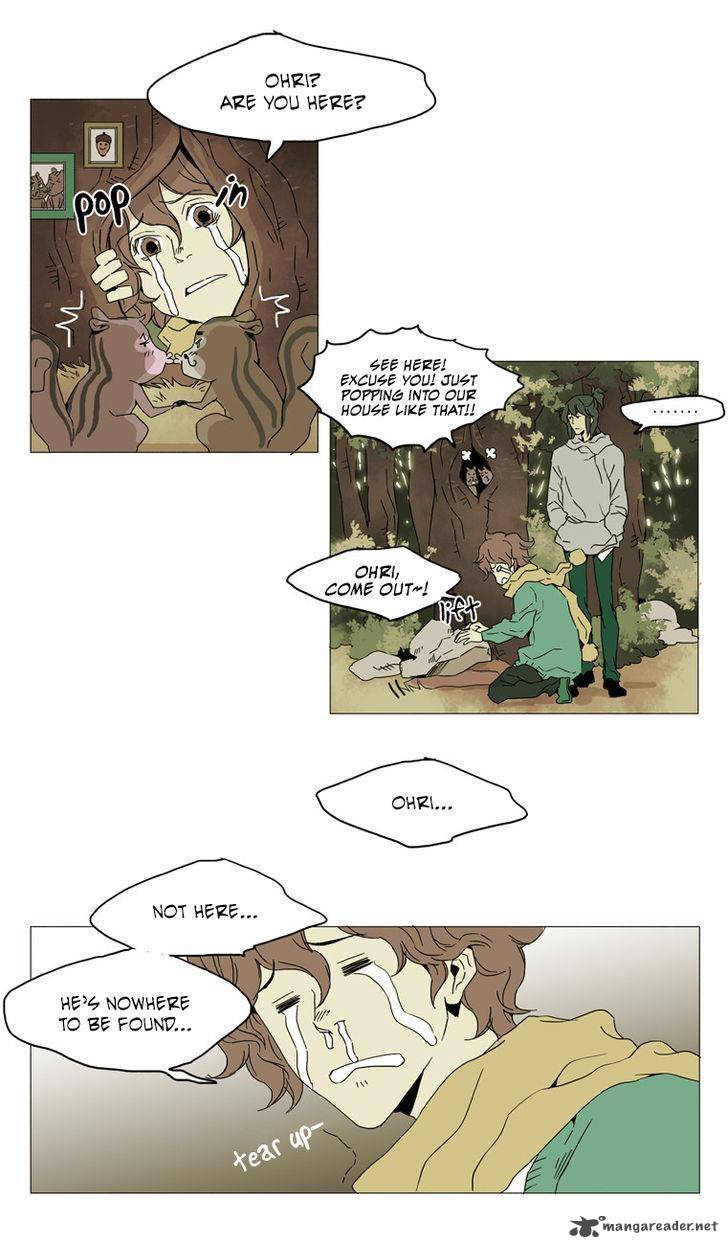 OHRI?
ARE YOU HERE?
pop in
SEE HERE!
EXCUSE YOU! JUST
POPPING INTO OUR
HOUSE LIKE THAT!!
.......
OHRI,
COME OUT~!
lift
OHRI...
NOT HERE...
HE'S NOWHERE
TO BE FOUND...
tear up~
mangareader.net